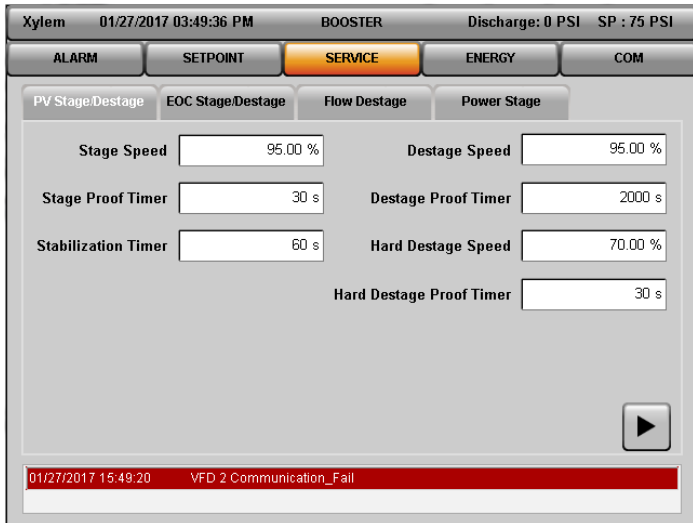 Xylem 01/27/2017 03:49:36 PM BOOSTER Discharge: 0 PSI SP : 75 PSI
ALARM SETPOINT SERVICE ENERGY COM
PV Stage/Destage EOC Stage/Destage Flow Destage Power Stage
Stage Speed 95.00 % Destage Speed 95.00 %
Stage Proof Timer 30 s Destage Proof Timer 2000 s
Stabilization Timer 60 s Hard Destage Speed 70.00 %
Hard Destage Proof Timer 30 s
01/27/2017 15:49:20 VFD 2 Communication_Fail